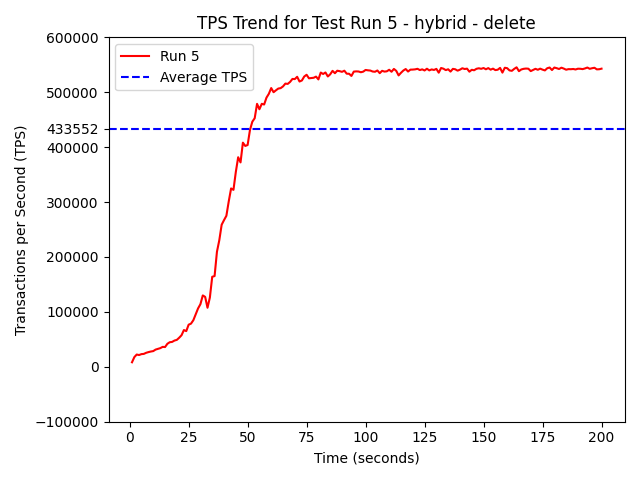 TPS Trend for Test Run 5 - hybrid - delete
Run 5
Average TPS
Transactions per Second (TPS)
600000
500000
433552
400000
300000
200000
100000
0
−100000
0 25 50 75 100 125 150 175 200
Time (seconds)